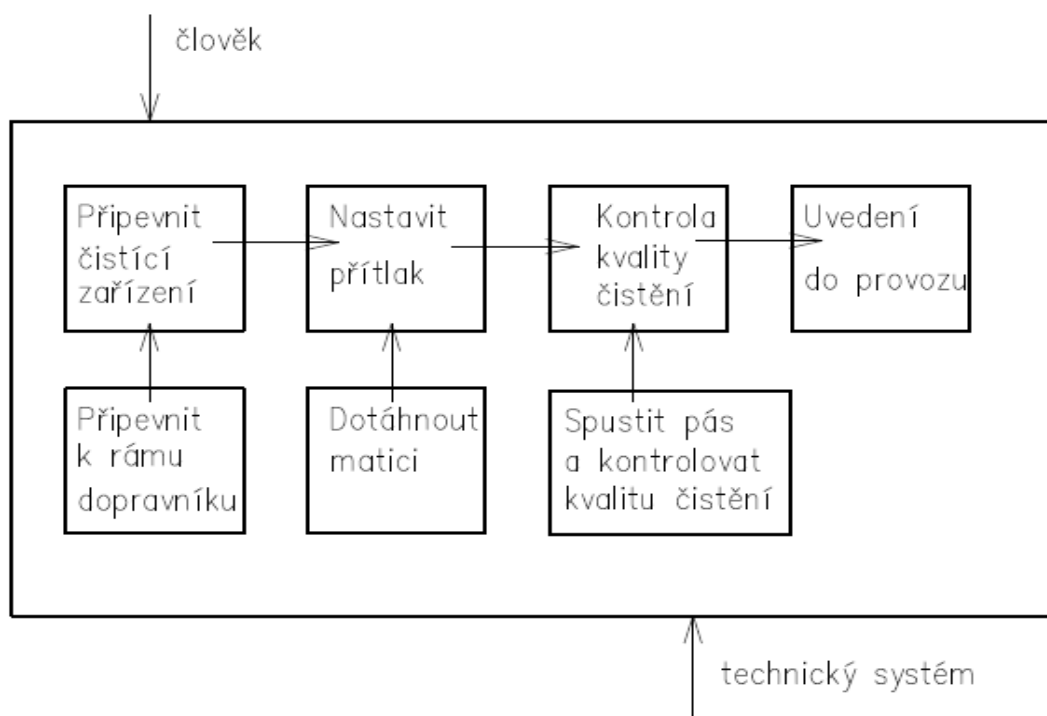 člověk
Připevnit
čistící
zařízení
Nastavit
přítlak
Kontrola
kvality
čistění
Uvedení
do provozu
Připevnit
k rámu
dopravníku
Dotáhnout
matici
Spustit pás
a kontrolovat
kvalitu čistění
technický systém